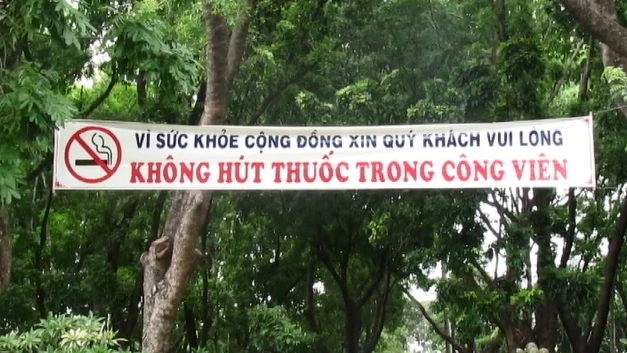 VÌ SỨC KHỎE CỘNG ĐỒNG XIN QUÝ KHÁCH VUI LÒNG
KHÔNG HÚT THUỐC TRONG CÔNG VIÊN